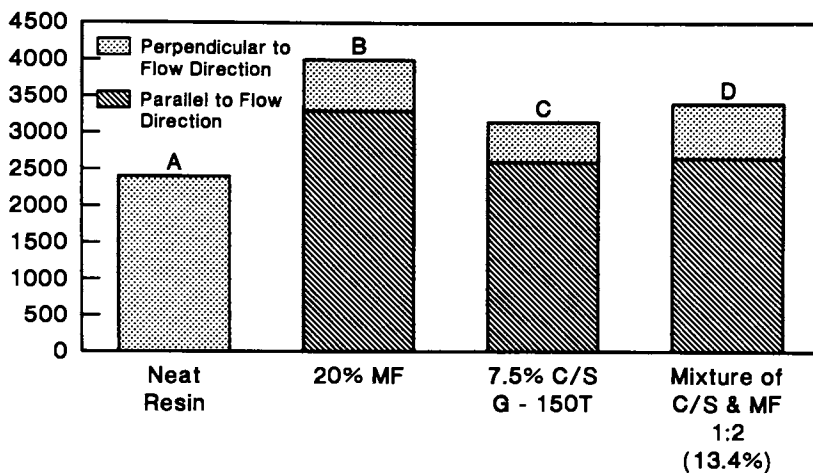 4500
4000
3500
3000
2500
2000
1500
1000
500
0
Perpendicular to
Flow Direction
Parallel to Flow
Direction
A
B
C
D
Neat
Resin
20% MF
7.5% C/S
G - 150T
Mixture of
C/S & MF
1:2
(13.4%)